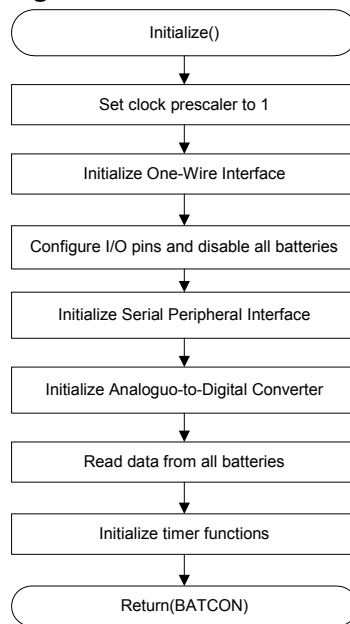 Initialize()
Set clock prescaler to 1
Initialize One-Wire Interface
Configure I/O pins and disable all batteries
Initialize Serial Peripheral Interface
Initialize Analoguo-to-Digital Converter
Read data from all batteries
Initialize timer functions
Return(BATCON)